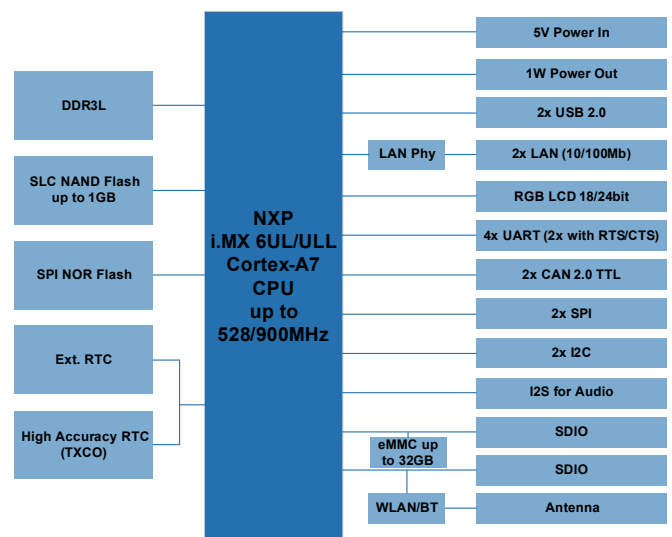 DDR3L
SLC NAND Flash
up to 1GB
SPI NOR Flash
Ext. RTC
High Accuracy RTC
(TXCO)
NXP
i.MX 6UL/ULL
Cortex-A7
CPU
up to
528/900MHz
5V Power In
1W Power Out
2x USB 2.0
LAN Phy
2x LAN (10/100Mb)
RGB LCD 18/24bit
4x UART (2x with RTS/CTS)
2x CAN 2.0 TTL
2x SPI
2x I2C
I2S for Audio
SDIO
eMMC up
to 32GB
SDIO
WLAN/BT
Antenna